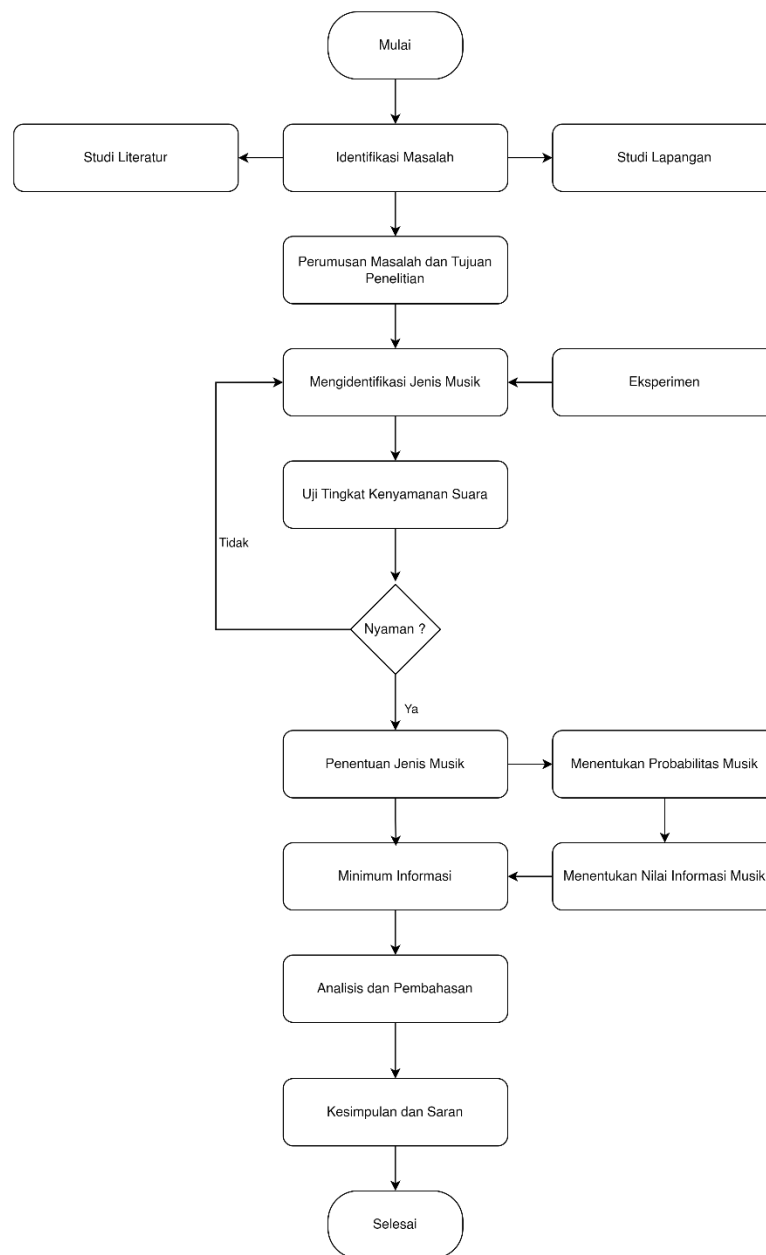 Mulai
Studi Literatur
Identifikasi Masalah
Studi Lapangan
Perumusan Masalah dan Tujuan
Penelitian
Mengidentifikasi Jenis Musik
Eksperimen
Uji Tingkat Kenyamanan Suara
Tidak
Nyaman ?
Ya
Penentuan Jenis Musik
Menentukan Probabilitas Musik
Minimum Informasi
Menentukan Nilai Informasi Musik
Analisis dan Pembahasan
Kesimpulan dan Saran
Selesai